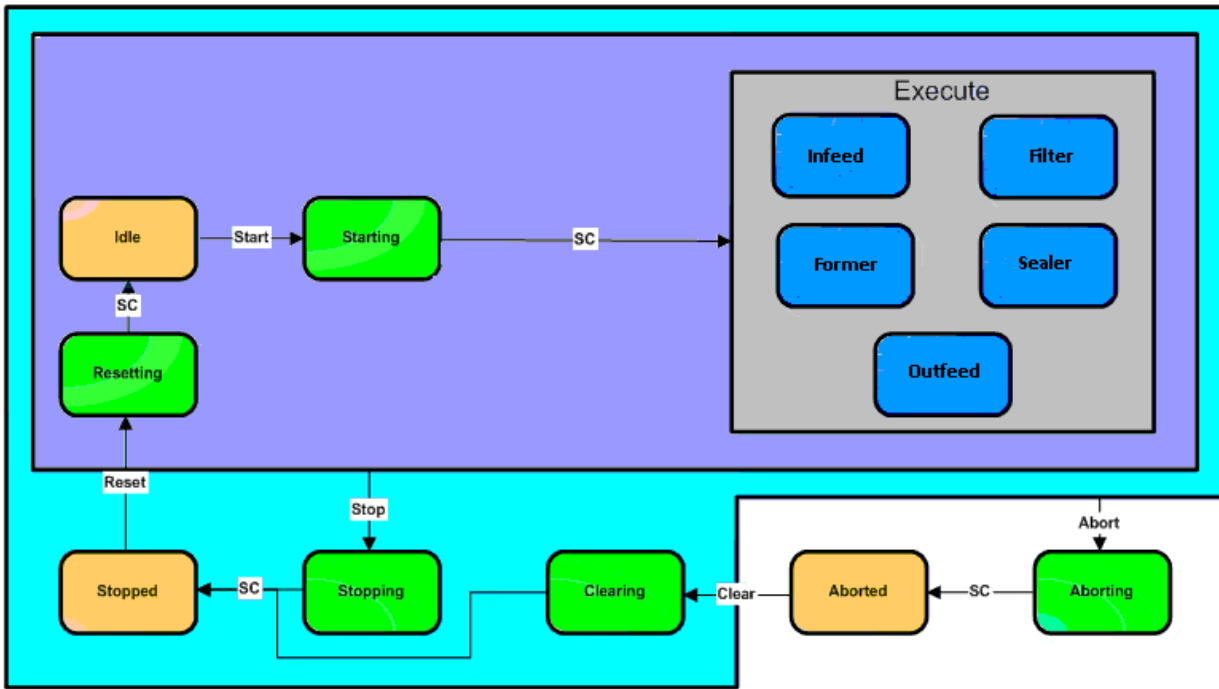 Execute
Infeed
Filter
Idle
Start
Starting
SC
Former
Sealer
SC
Resetting
Outfeed
Reset
Stop
Abort
Stopped
SC
Stopping
Clearing
Clear
Aborted
SC
Aborting